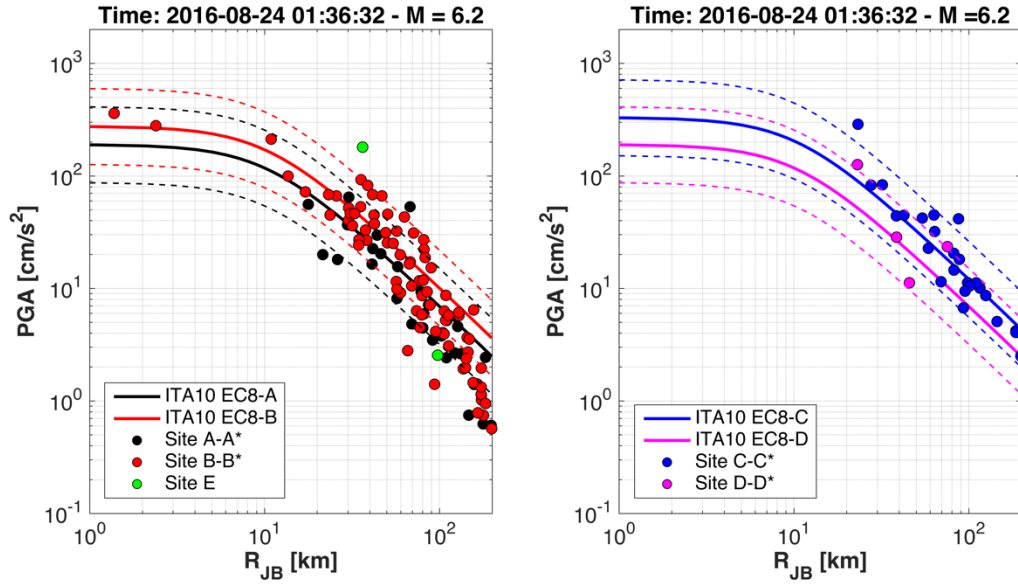 Time: 2016-08-24 01:36:32 - M = 6.2
PGA [cm/s²]
10³
10²
10¹
10⁰
10⁻¹
ITA10 EC8-A
ITA10 EC8-B
Site A-A*
Site B-B*
Site E
10⁰
10¹
10²
R_JB [km]
Time: 2016-08-24 01:36:32 - M =6.2
PGA [cm/s²]
10³
10²
10¹
10⁰
10⁻¹
ITA10 EC8-C
ITA10 EC8-D
Site C-C*
Site D-D*
10⁰
10¹
10²
R_JB [km]